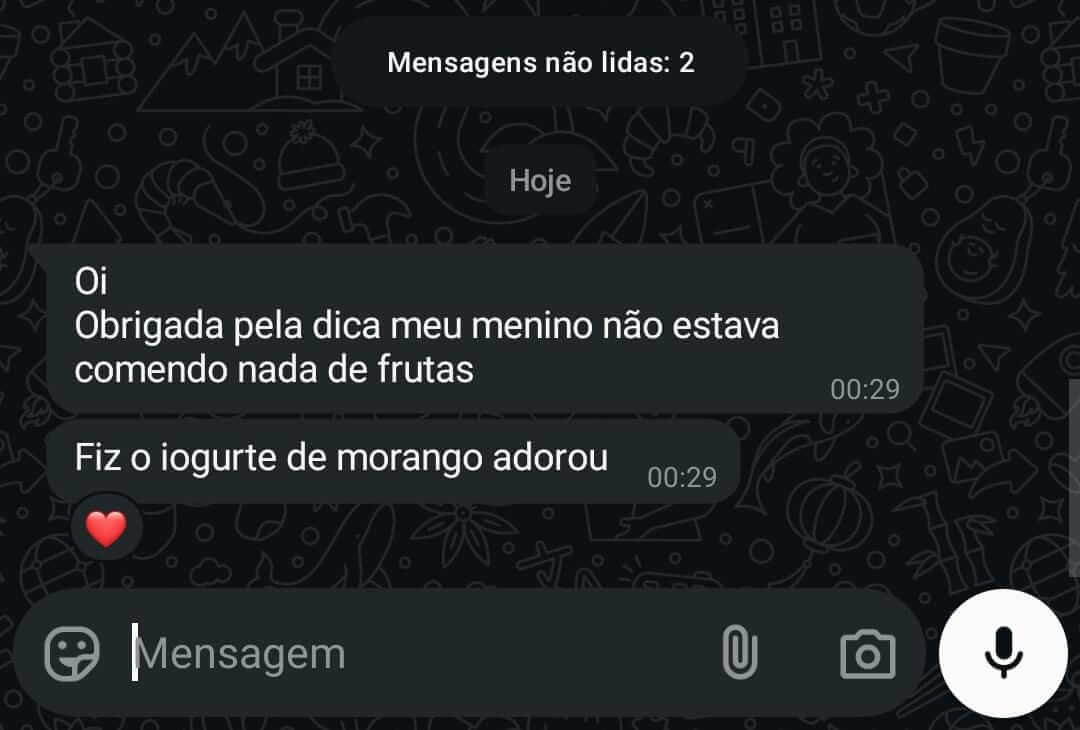 Mensagens não lidas: 2
Hoje
Oi
Obrigada pela dica meu menino não estava
comendo nada de frutas
00:29
Fiz o iogurte de morango adorou
00:29
Mensagem